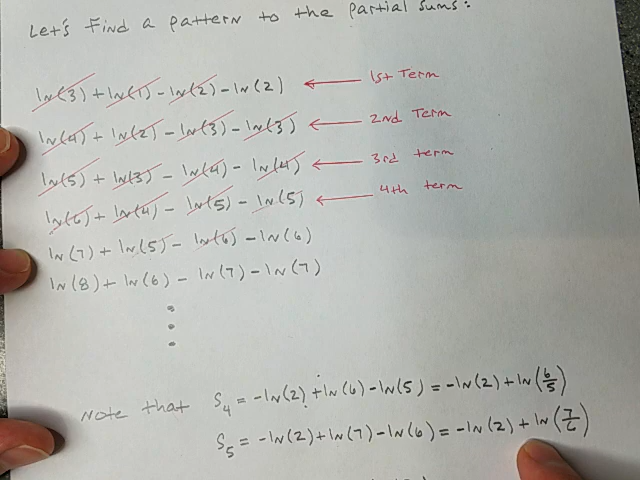 Let's Find a pattern to the partial sums:
ln(3) + ln(1) - ln(2) - ln(2) ← 1st Term
ln(4) + ln(2) - ln(3) - ln(3) ← 2nd Term
ln(5) + ln(3) - ln(4) - ln(4) ← 3rd term
ln(6) + ln(4) - ln(5) - ln(5) ← 4th term
ln(7) + ln(5) - ln(6) - ln(6)
ln(8) + ln(6) - ln(7) - ln(7)
Note that S₄ = -ln(2) + ln(6) - ln(5) = -ln(2) + ln(6/5)
S₅ = -ln(2) + ln(7) - ln(6) = -ln(2) + ln(7/6)